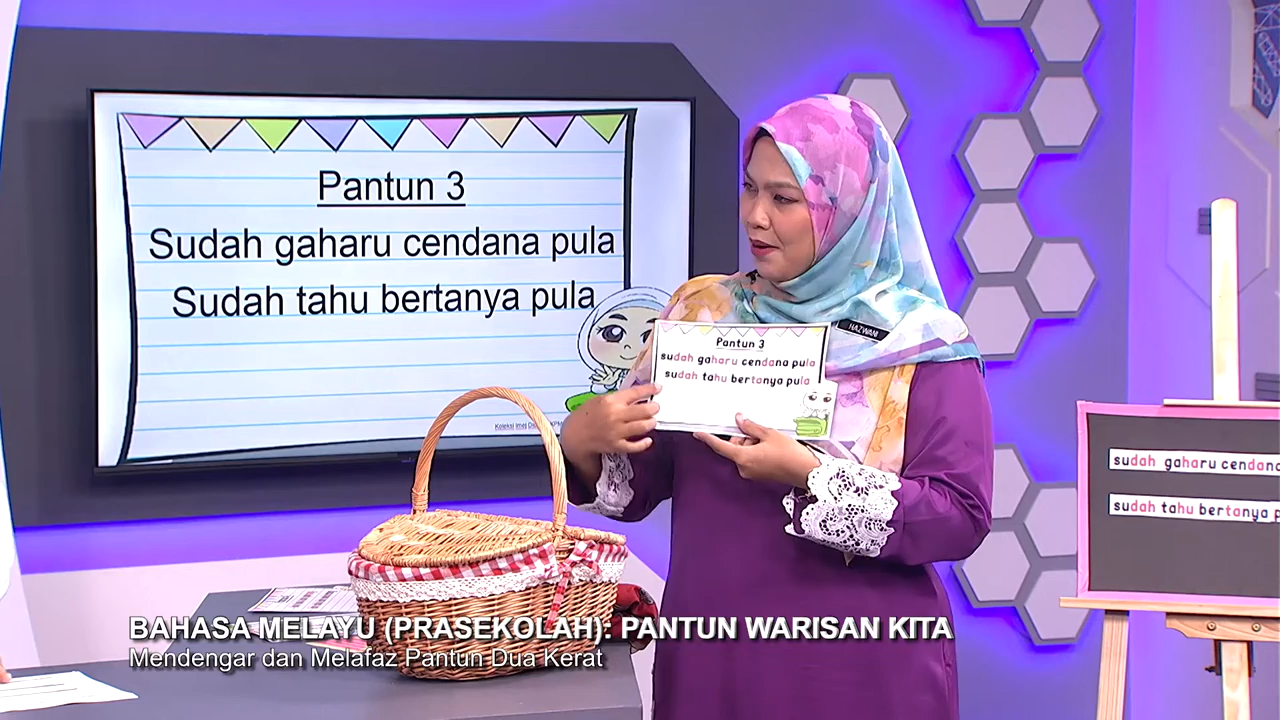 Pantun 3
Sudah gaharu cendana pula
Sudah tahu bertanya pula
Koleksi Imej
HAZWANI
Pantun 3
sudah gaharu cendana pula
sudah tahu bertanya pula
sudah gaharu cendana
sudah tahu bertanya p
BAHASA MELAYU (PRASEKOLAH): PANTUN WARISAN KITA
Mendengar dan Melafaz Pantun Dua Kerat